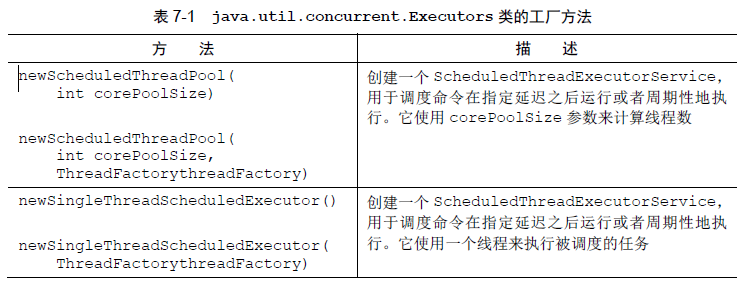 表 7-1 java.util.concurrent.Executors 类的工厂方法
方 法
描 述
newScheduledThreadPool(
int corePoolSize)
newScheduledThreadPool(
int corePoolSize,
ThreadFactorythreadFactory)
创建一个 ScheduledThreadExecutorService,
用于调度命令在指定延迟之后运行或者周期性地执
行。它使用 corePoolSize 参数来计算线程数
newSingleThreadScheduledExecutor()
newSingleThreadScheduledExecutor(
ThreadFactorythreadFactory)
创建一个 ScheduledThreadExecutorService,
用于调度命令在指定延迟之后运行或者周期性地执
行。它使用一个线程来执行被调度的任务